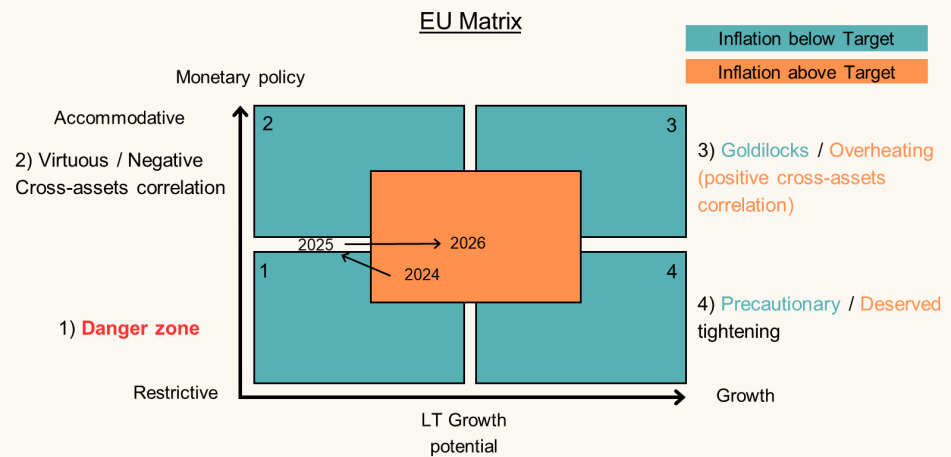 EU Matrix
Inflation below Target
Inflation above Target
Monetary policy
Accommodative
2) Virtuous / Negative
Cross-assets correlation
2
3
3) Goldilocks / Overheating
(positive cross-assets
correlation)
2025
2026
2024
1
4
1) Danger zone
4) Precautionary / Deserved
tightening
Restrictive
Growth
LT Growth
potential